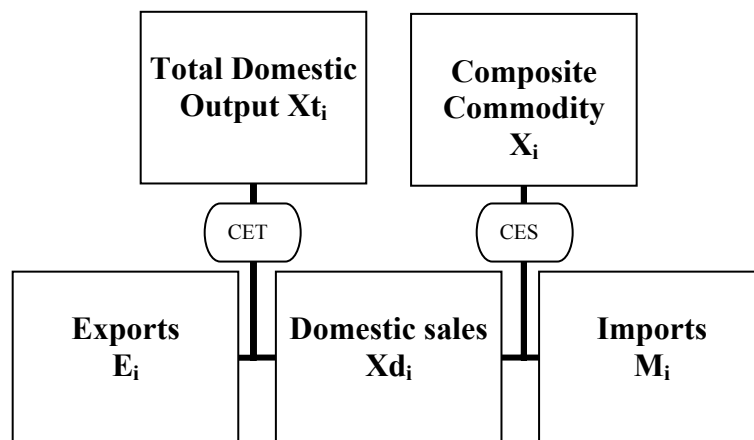 Total Domestic
Output Xtᵢ
Composite
Commodity
Xᵢ
CET
CES
Exports
Eᵢ
Domestic sales
Xdᵢ
Imports
Mᵢ